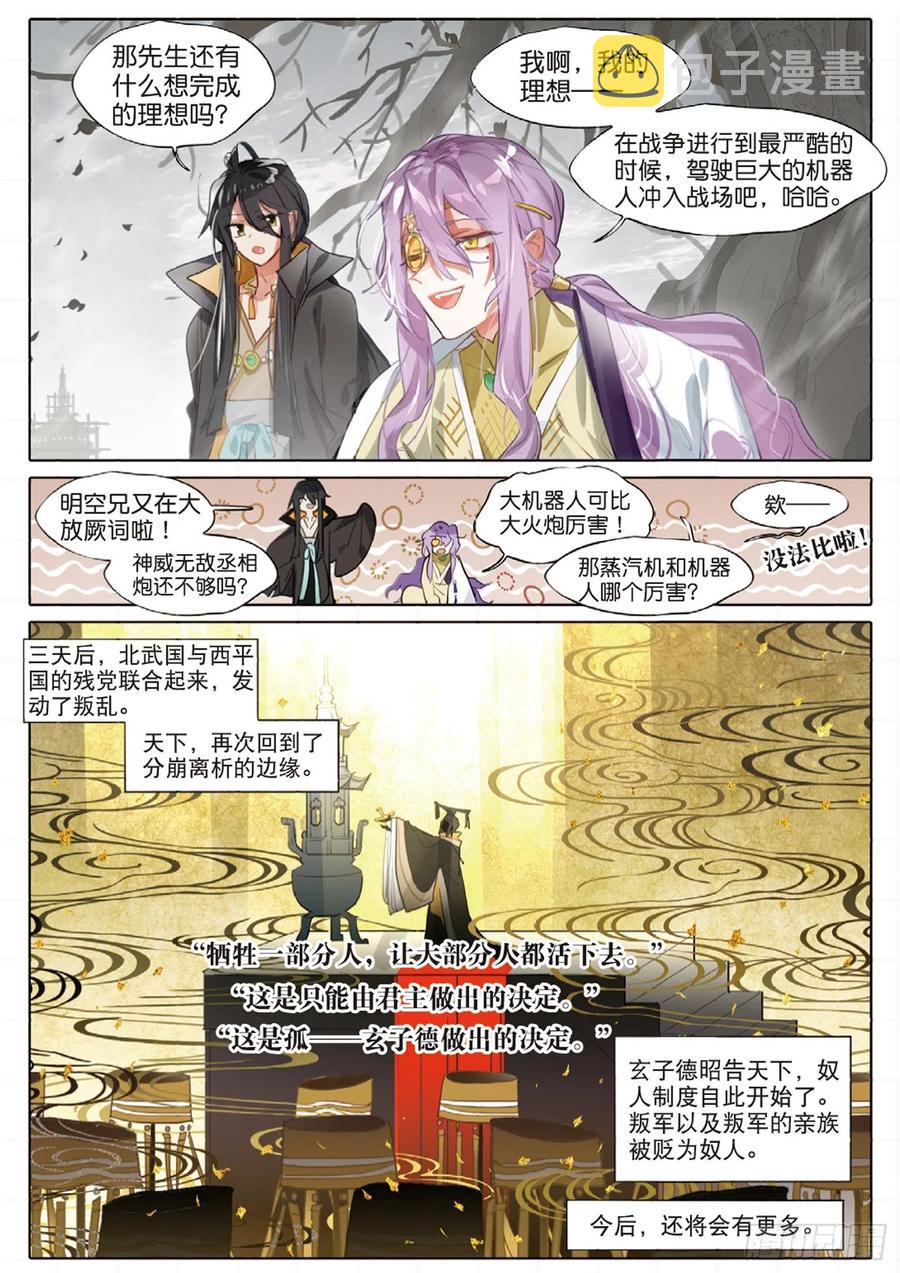 那先生还有
什么想完成
的理想吗？
我啊，我的
理想——
包子漫畫
在战争进行到最严酷的
时候，驾驶巨大的机器
人冲入战场吧，哈哈。
明空兄又在大
放厥词啦！
神威无敌丞相
炮还不够吗？
大机器人可比
大火炮厉害！
那蒸汽机和机器
人哪个厉害？
欸——
没法比啦！
三天后，北武国与西平
国的残党联合起来，发
动了叛乱。
天下，再次回到了
分崩离析的边缘。
“牺牲一部分人，让大部分人都活下去。”
“这是只能由君主做出的决定。”
“这是孤——玄子德做出的决定。”
玄子德昭告天下，奴
人制度自此开始了。
叛军以及叛军的亲族
被贬为奴人。
今后，还将会有更多。
腾讯动漫